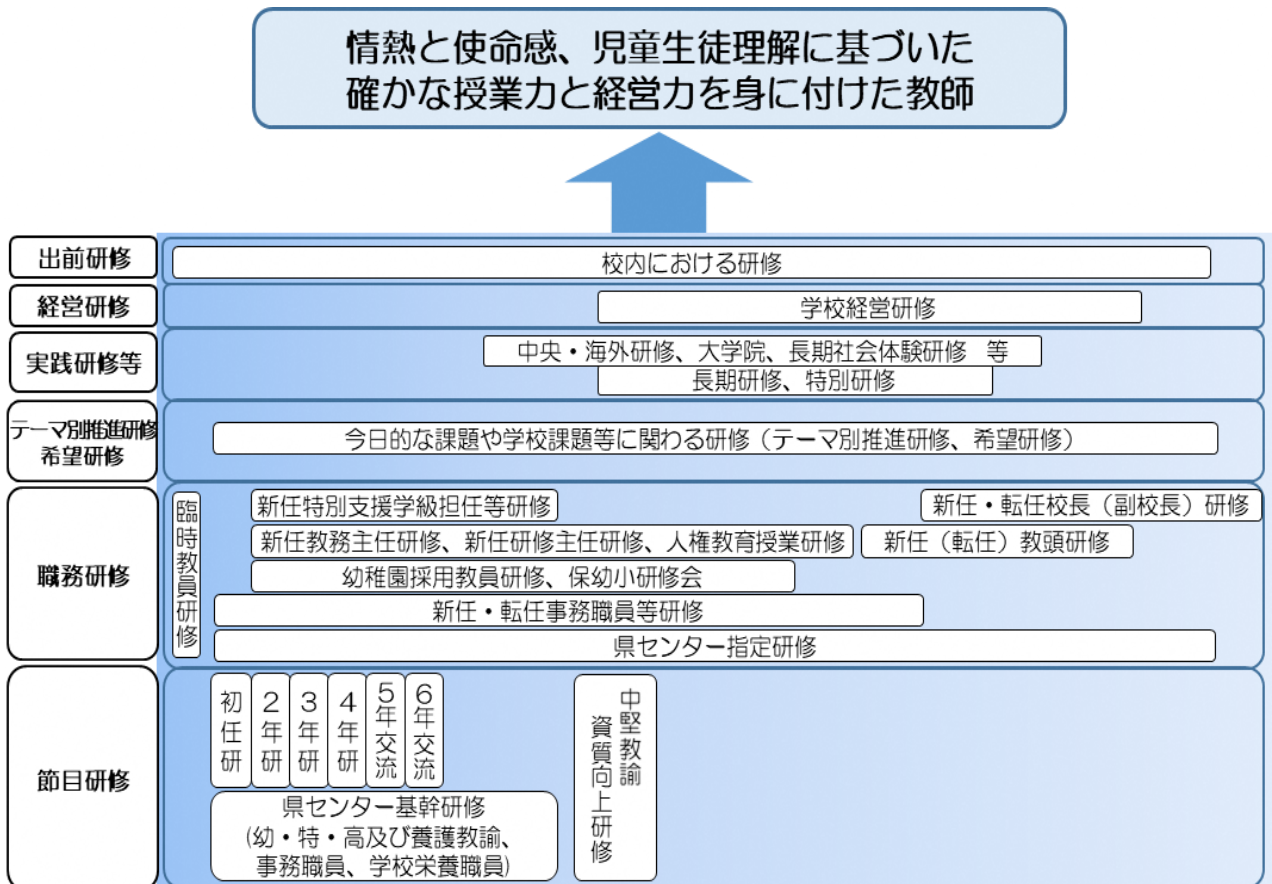 情熱と使命感、児童生徒理解に基づいた
確かな授業力と経営力を身に付けた教師
出前研修
校内における研修
経営研修
学校経営研修
実践研修等
中央・海外研修、大学院、長期社会体験研修 等
長期研修、特別研修
テーマ別推進研修
希望研修
今日的な課題や学校課題等に関わる研修（テーマ別推進研修、希望研修）
職務研修
臨時教員研修
新任特別支援学級担任等研修
新任・転任校長（副校長）研修
新任教務主任研修、新任研修主任研修、人権教育授業研修
新任（転任）教頭研修
幼稚園採用教員研修、保幼小研修会
新任・転任事務職員等研修
県センター指定研修
節目研修
初任研
２年研
３年研
４年研
５年交流
６年交流
中堅教諭
資質向上研修
県センター基幹研修
(幼・特・高及び養護教諭、
事務職員、学校栄養職員)